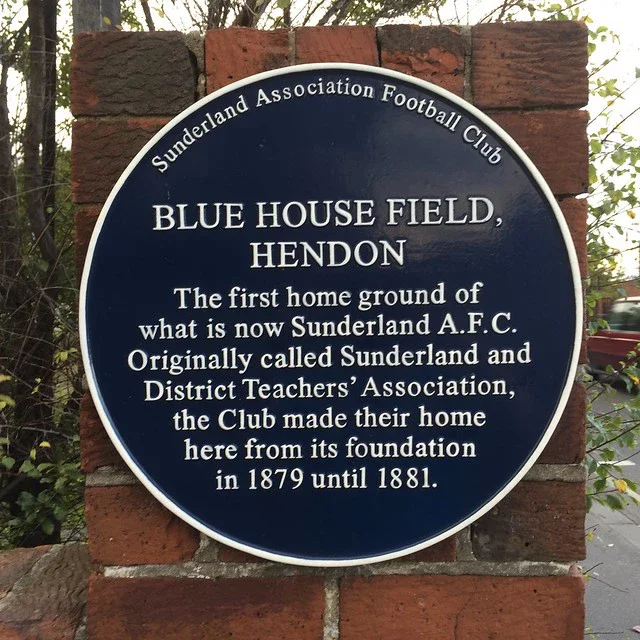 Sunderland Association Football Club
BLUE HOUSE FIELD,
HENDON
The first home ground of
what is now Sunderland A.F.C.
Originally called Sunderland and
District Teachers' Association,
the Club made their home
here from its foundation
in 1879 until 1881.